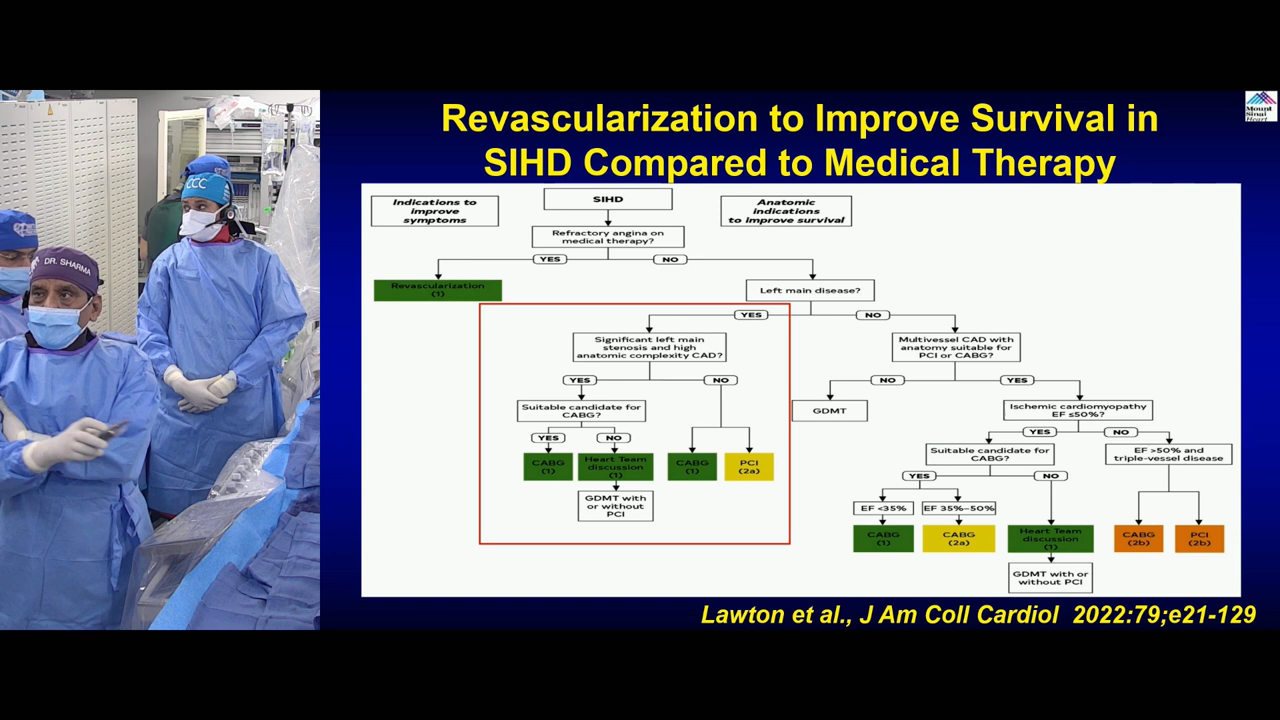 Revascularization to Improve Survival in
SIHD Compared to Medical Therapy
Mount
Sinai
Heart
CCC
DR. SHARMA
Indications to
improve
symptoms
SIHD
Anatomic
indications
to improve survival
Refractory angina on
medical therapy?
YES
NO
Revascularization
(1)
Left main disease?
YES
NO
Significant left main
stenosis and high
anatomic complexity CAD?
Multivessel CAD with
anatomy suitable for
PCI or CABG?
YES
NO
NO
YES
Suitable candidate for
CABG?
GDMT
Ischemic cardiomyopathy
EF ≤50%?
YES
NO
YES
NO
CABG
(1)
Heart Team
discussion
(1)
CABG
(1)
PCI
(2a)
Suitable candidate for
CABG?
EF >50% and
triple-vessel disease
GDMT with
or without
PCI
YES
NO
EF <35%
EF 35%–50%
CABG
(1)
CABG
(2a)
Heart Team
discussion
(1)
CABG
(2b)
PCI
(2b)
GDMT with or
without PCI
Lawton et al., J Am Coll Cardiol 2022:79;e21-129